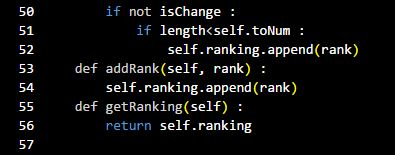 50 if not isChange :
51 if length<self.toNum :
52 self.ranking.append(rank)
53 def addRank(self, rank) :
54 self.ranking.append(rank)
55 def getRanking(self) :
56 return self.ranking
57